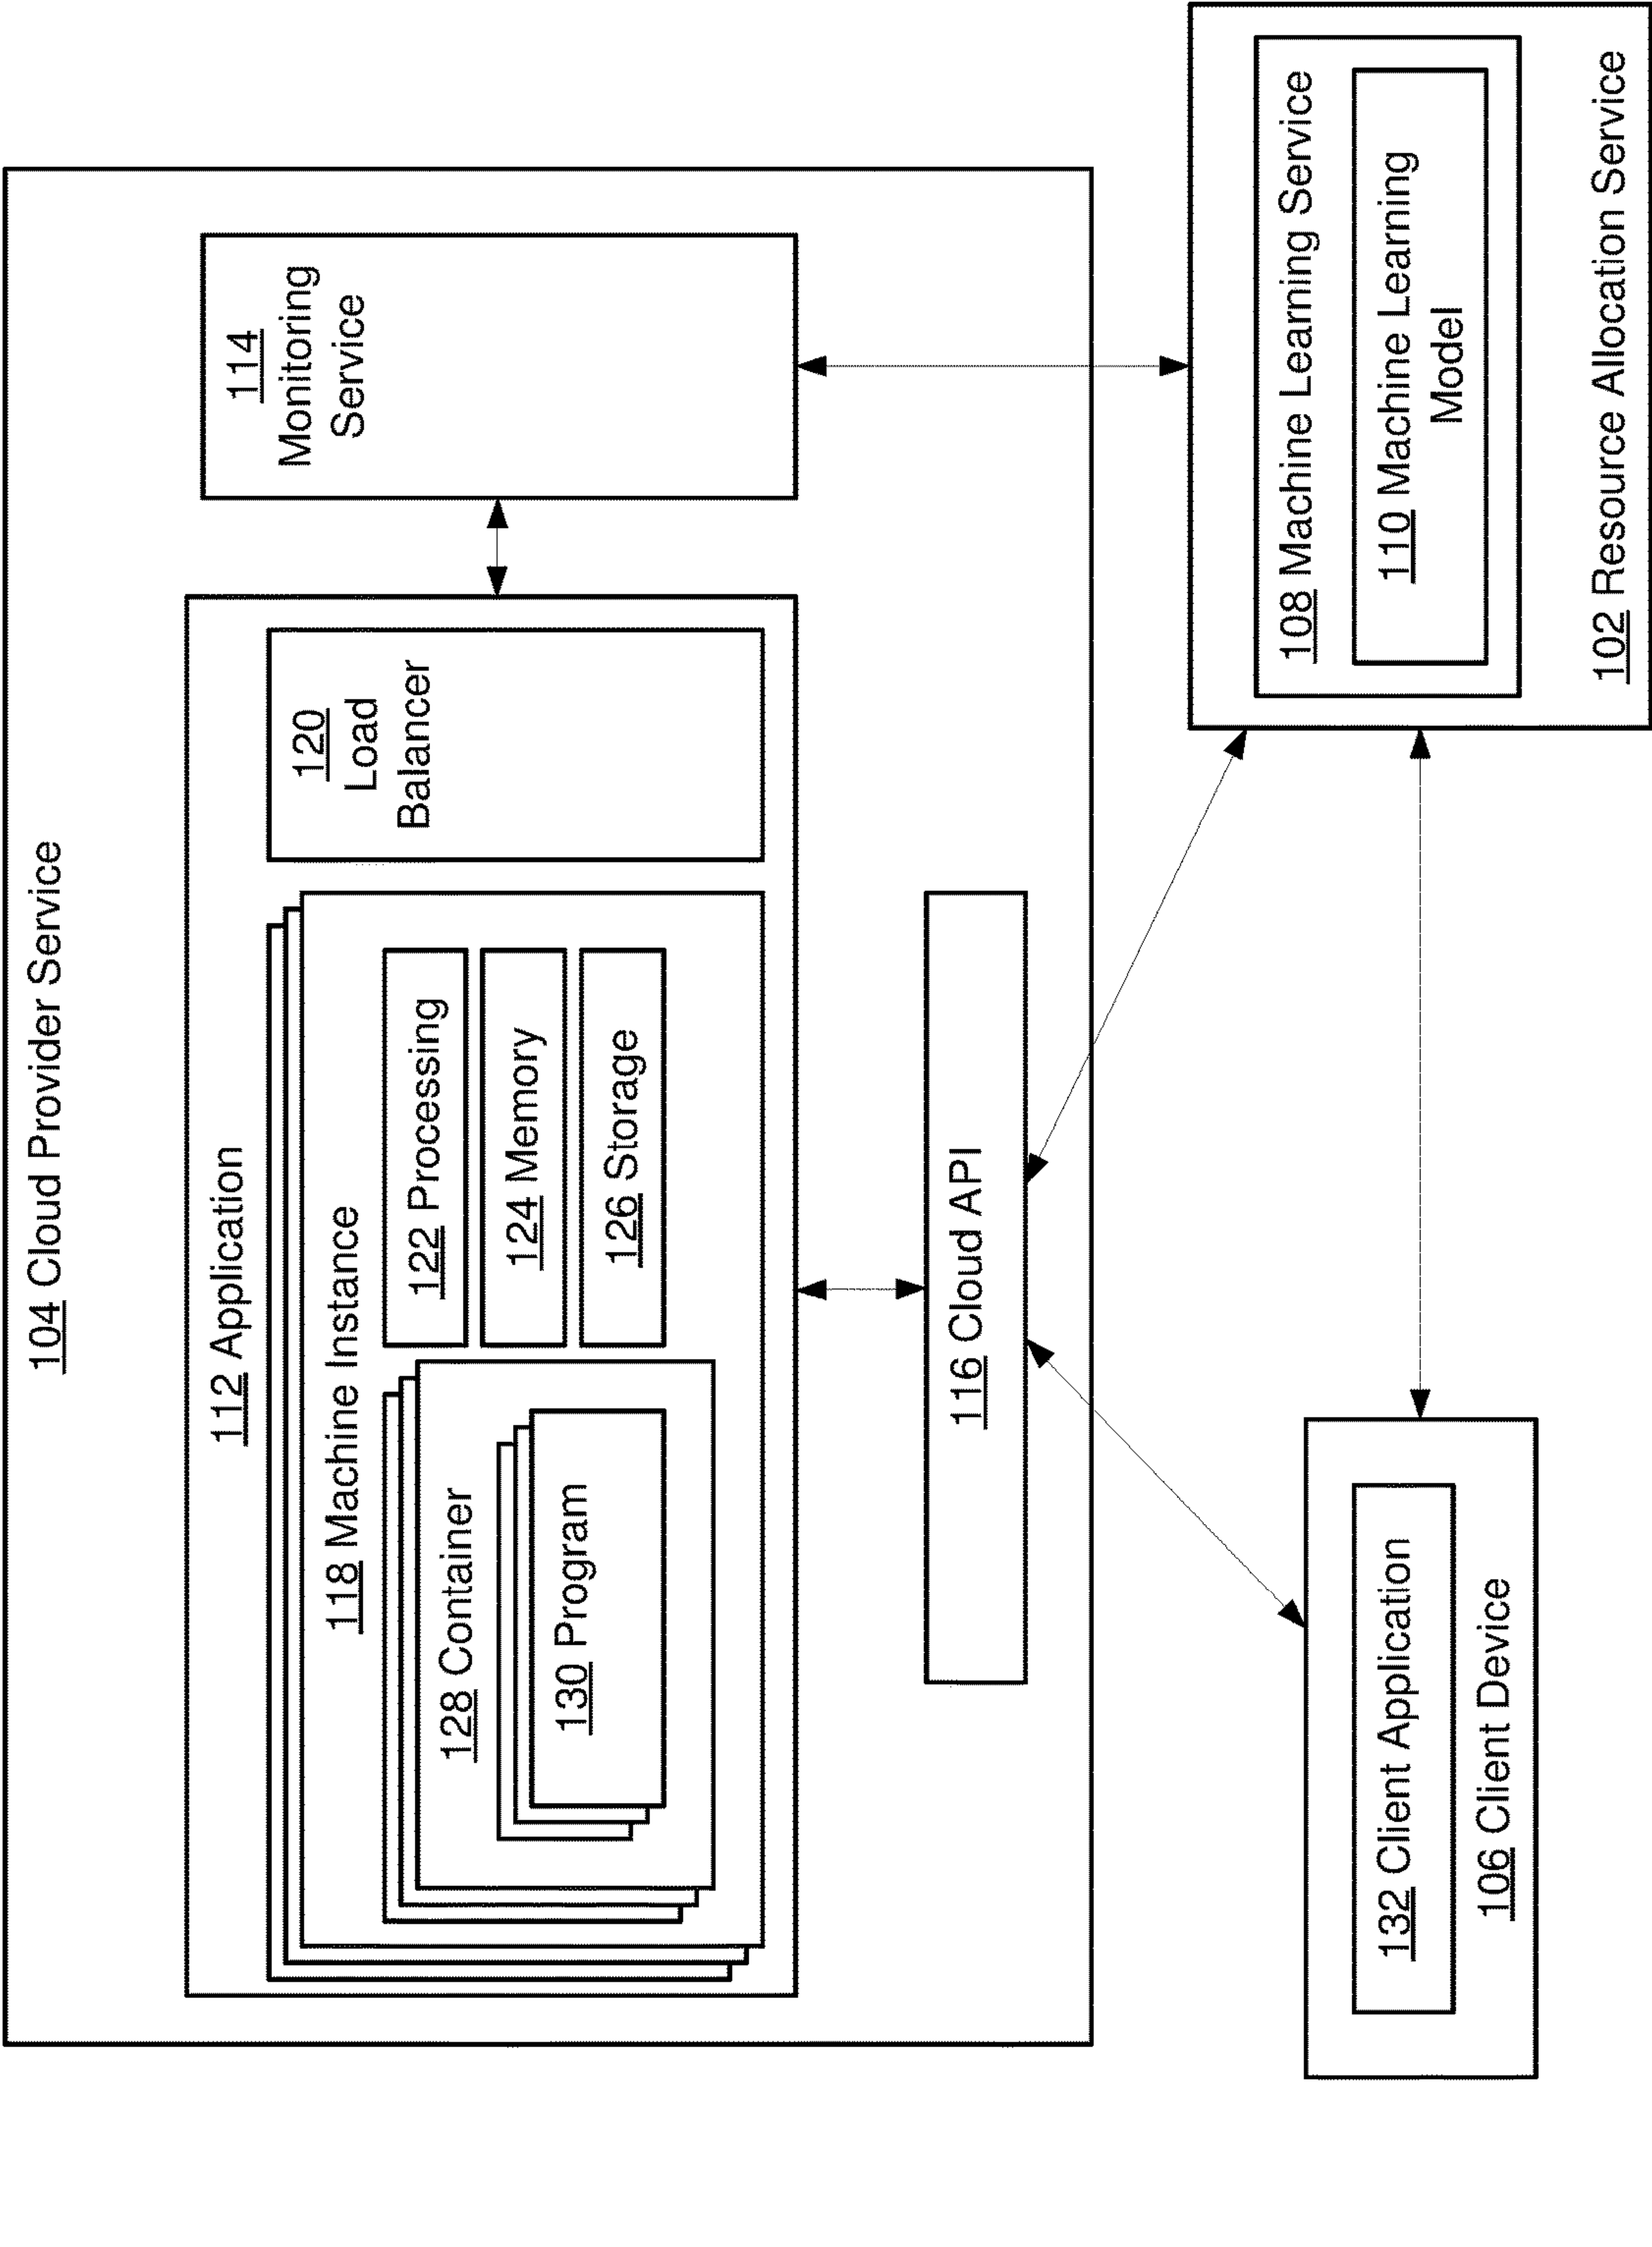 104 Cloud Provider Service
112 Application
118 Machine Instance
128 Container
130 Program
122 Processing
124 Memory
126 Storage
120
Load
Balancer
114
Monitoring
Service
116 Cloud API
132 Client Application
106 Client Device
108 Machine Learning Service
110 Machine Learning
Model
102 Resource Allocation Service